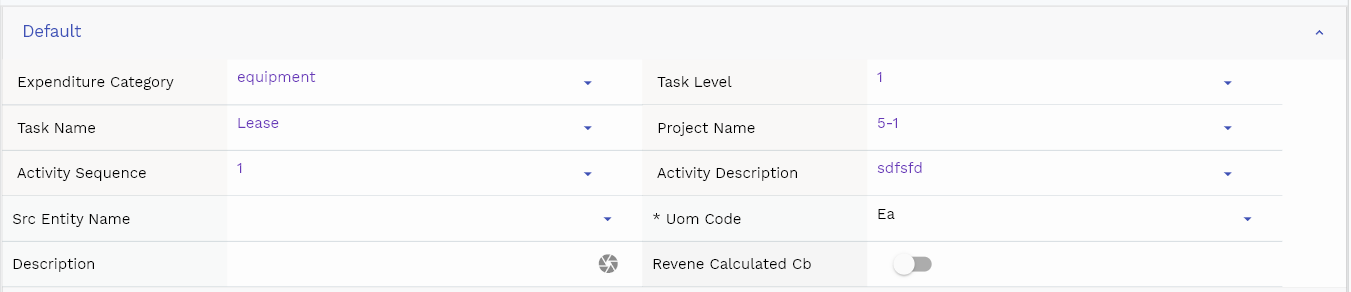 Default
Expenditure Category equipment Task Level 1
Task Name Lease Project Name 5-1
Activity Sequence 1 Activity Description sdfsfd
Src Entity Name * Uom Code Ea
Description Revene Calculated Cb